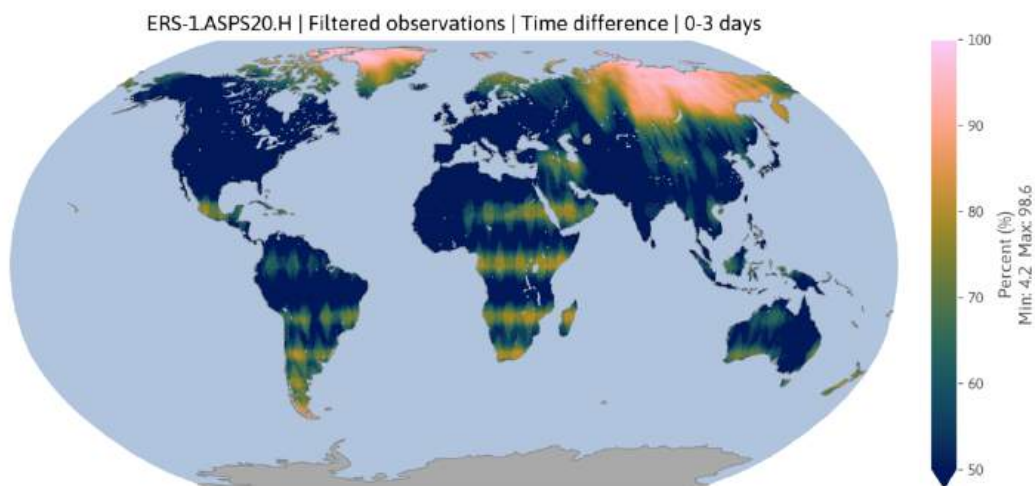 ERS-1.ASPS20.H | Filtered observations | Time difference | 0-3 days
100
90
80
70
60
50
Percent (%)
Min: 4.2 Max: 98.6